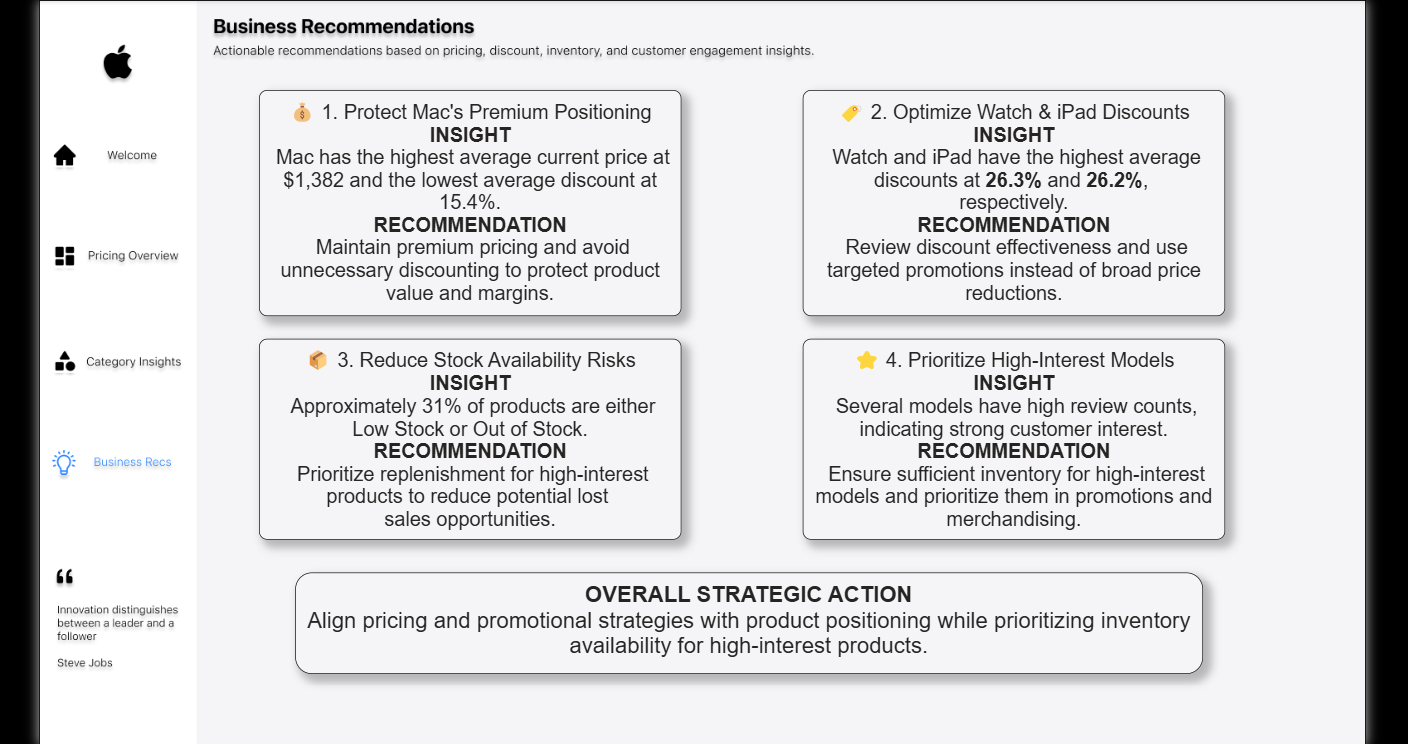 Business Recommendations
Actionable recommendations based on pricing, discount, inventory, and customer engagement insights.
Welcome
Pricing Overview
Category Insights
Business Recs
“
Innovation distinguishes
between a leader and a
follower
Steve Jobs
1. Protect Mac's Premium Positioning
INSIGHT
Mac has the highest average current price at
$1,382 and the lowest average discount at
15.4%.
RECOMMENDATION
Maintain premium pricing and avoid
unnecessary discounting to protect product
value and margins.
2. Optimize Watch & iPad Discounts
INSIGHT
Watch and iPad have the highest average
discounts at 26.3% and 26.2%,
respectively.
RECOMMENDATION
Review discount effectiveness and use
targeted promotions instead of broad price
reductions.
3. Reduce Stock Availability Risks
INSIGHT
Approximately 31% of products are either
Low Stock or Out of Stock.
RECOMMENDATION
Prioritize replenishment for high-interest
products to reduce potential lost
sales opportunities.
4. Prioritize High-Interest Models
INSIGHT
Several models have high review counts,
indicating strong customer interest.
RECOMMENDATION
Ensure sufficient inventory for high-interest
models and prioritize them in promotions and
merchandising.
OVERALL STRATEGIC ACTION
Align pricing and promotional strategies with product positioning while prioritizing inventory
availability for high-interest products.